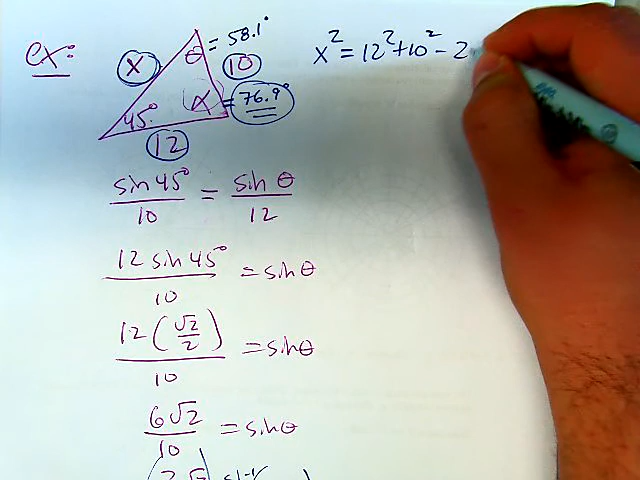 ex:
θ = 58.1°
x
10
45°
α = 76.9°
12
x² = 12² + 10² - 2
sin 45° / 10 = sin θ / 12
12 sin 45° / 10 = sin θ
12 (√2 / 2) / 10 = sin θ
6√2 / 10 = sin θ